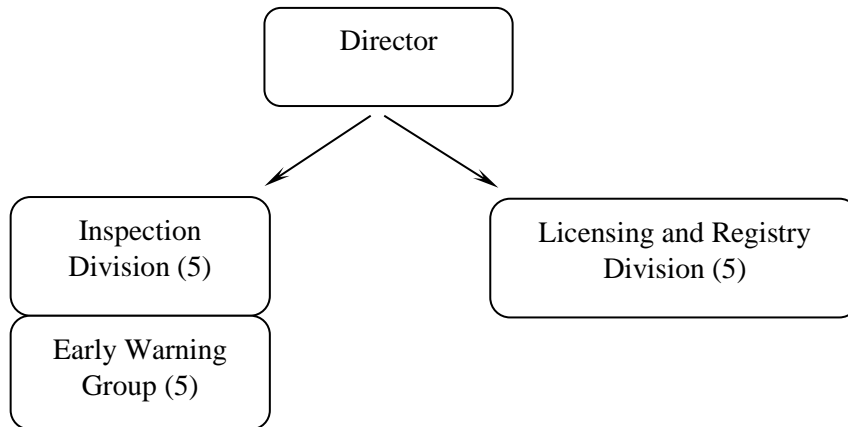 Director
Inspection
Division (5)
Licensing and Registry
Division (5)
Early Warning
Group (5)